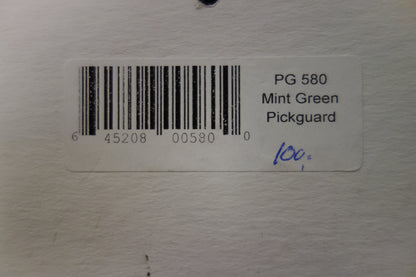 PG 580
Mint Green
Pickguard
6 45208 00580 0
100.-